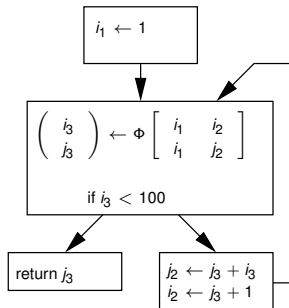 i₁ ← 1
( i₃ ) ← Φ [ i₁ i₂ ]
( j₃ ) [ i₁ j₂ ]
if i₃ < 100
return j₃
j₂ ← j₃ + i₃
i₂ ← j₃ + 1